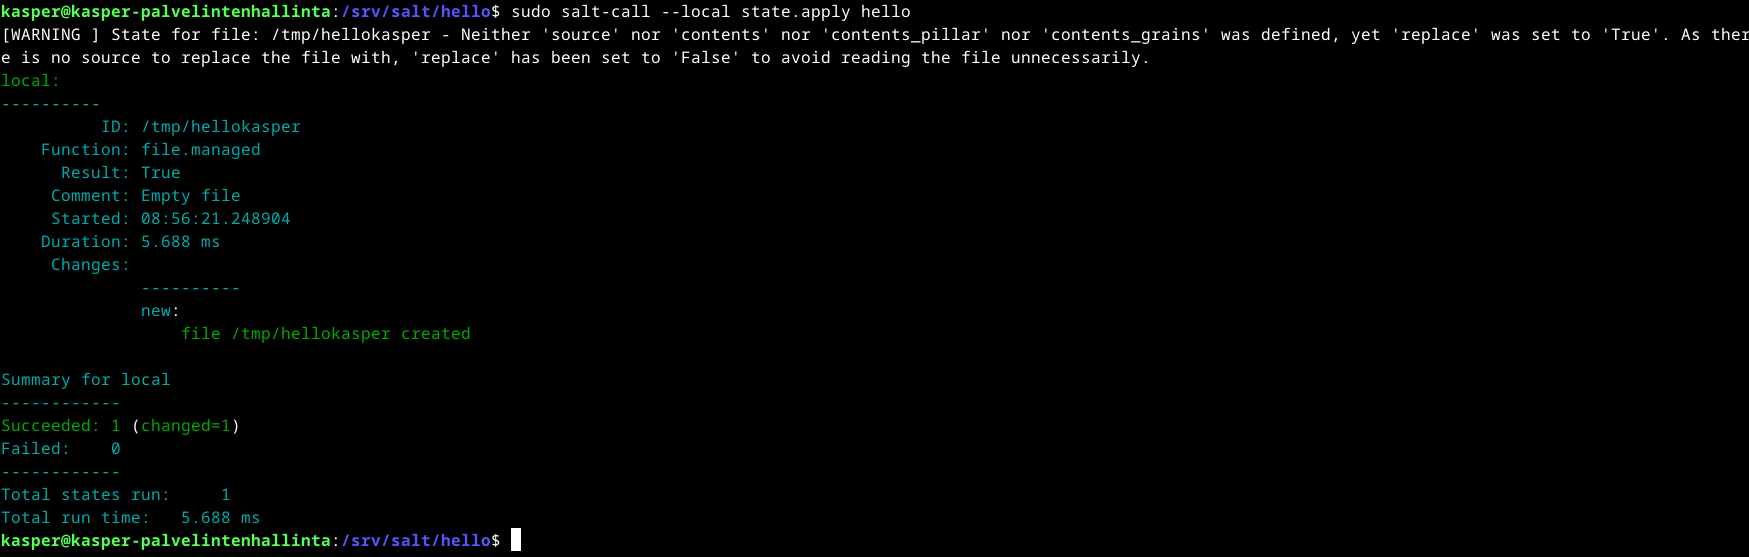 kasper@kasper-palvelintenhallinta:/srv/salt/hello$ sudo salt-call --local state.apply hello
[WARNING ] State for file: /tmp/hellokasper - Neither 'source' nor 'contents' nor 'contents_pillar' nor 'contents_grains' was defined, yet 'replace' was set to 'True'. As ther
e is no source to replace the file with, 'replace' has been set to 'False' to avoid reading the file unnecessarily.
local:
----------
          ID: /tmp/hellokasper
    Function: file.managed
      Result: True
     Comment: Empty file
     Started: 08:56:21.248904
    Duration: 5.688 ms
     Changes:
              ----------
              new:
                  file /tmp/hellokasper created

Summary for local
------------
Succeeded: 1 (changed=1)
Failed:    0
------------
Total states run:     1
Total run time:   5.688 ms
kasper@kasper-palvelintenhallinta:/srv/salt/hello$